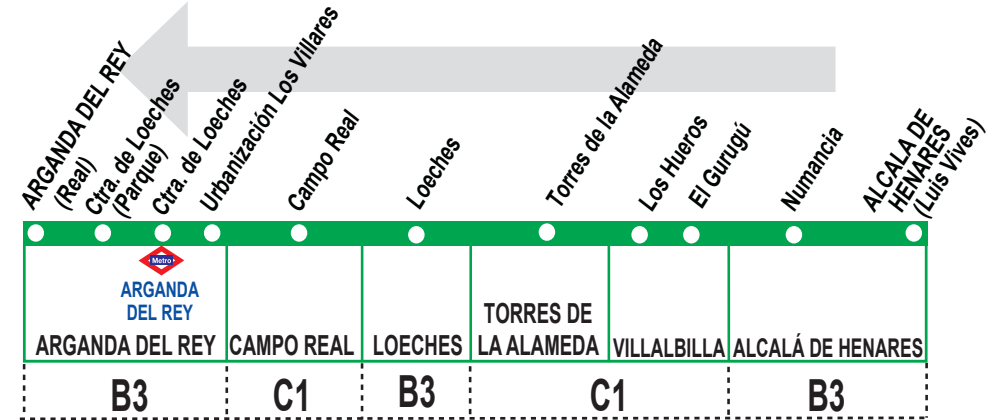 ARGANDA DEL REY
(Real)
Ctra. de Loeches
(Parque)
Ctra. de Loeches
Urbanización Los Villares
Campo Real
Loeches
Torres de la Alameda
Los Hueros
El Gurugú
Numancia
ALCALA DE
HENARES
(Luis Vives)
Metro
ARGANDA
DEL REY
ARGANDA DEL REY
CAMPO REAL
LOECHES
TORRES DE
LA ALAMEDA
VILLALBILLA
ALCALÁ DE HENARES
B3
C1
B3
C1
B3